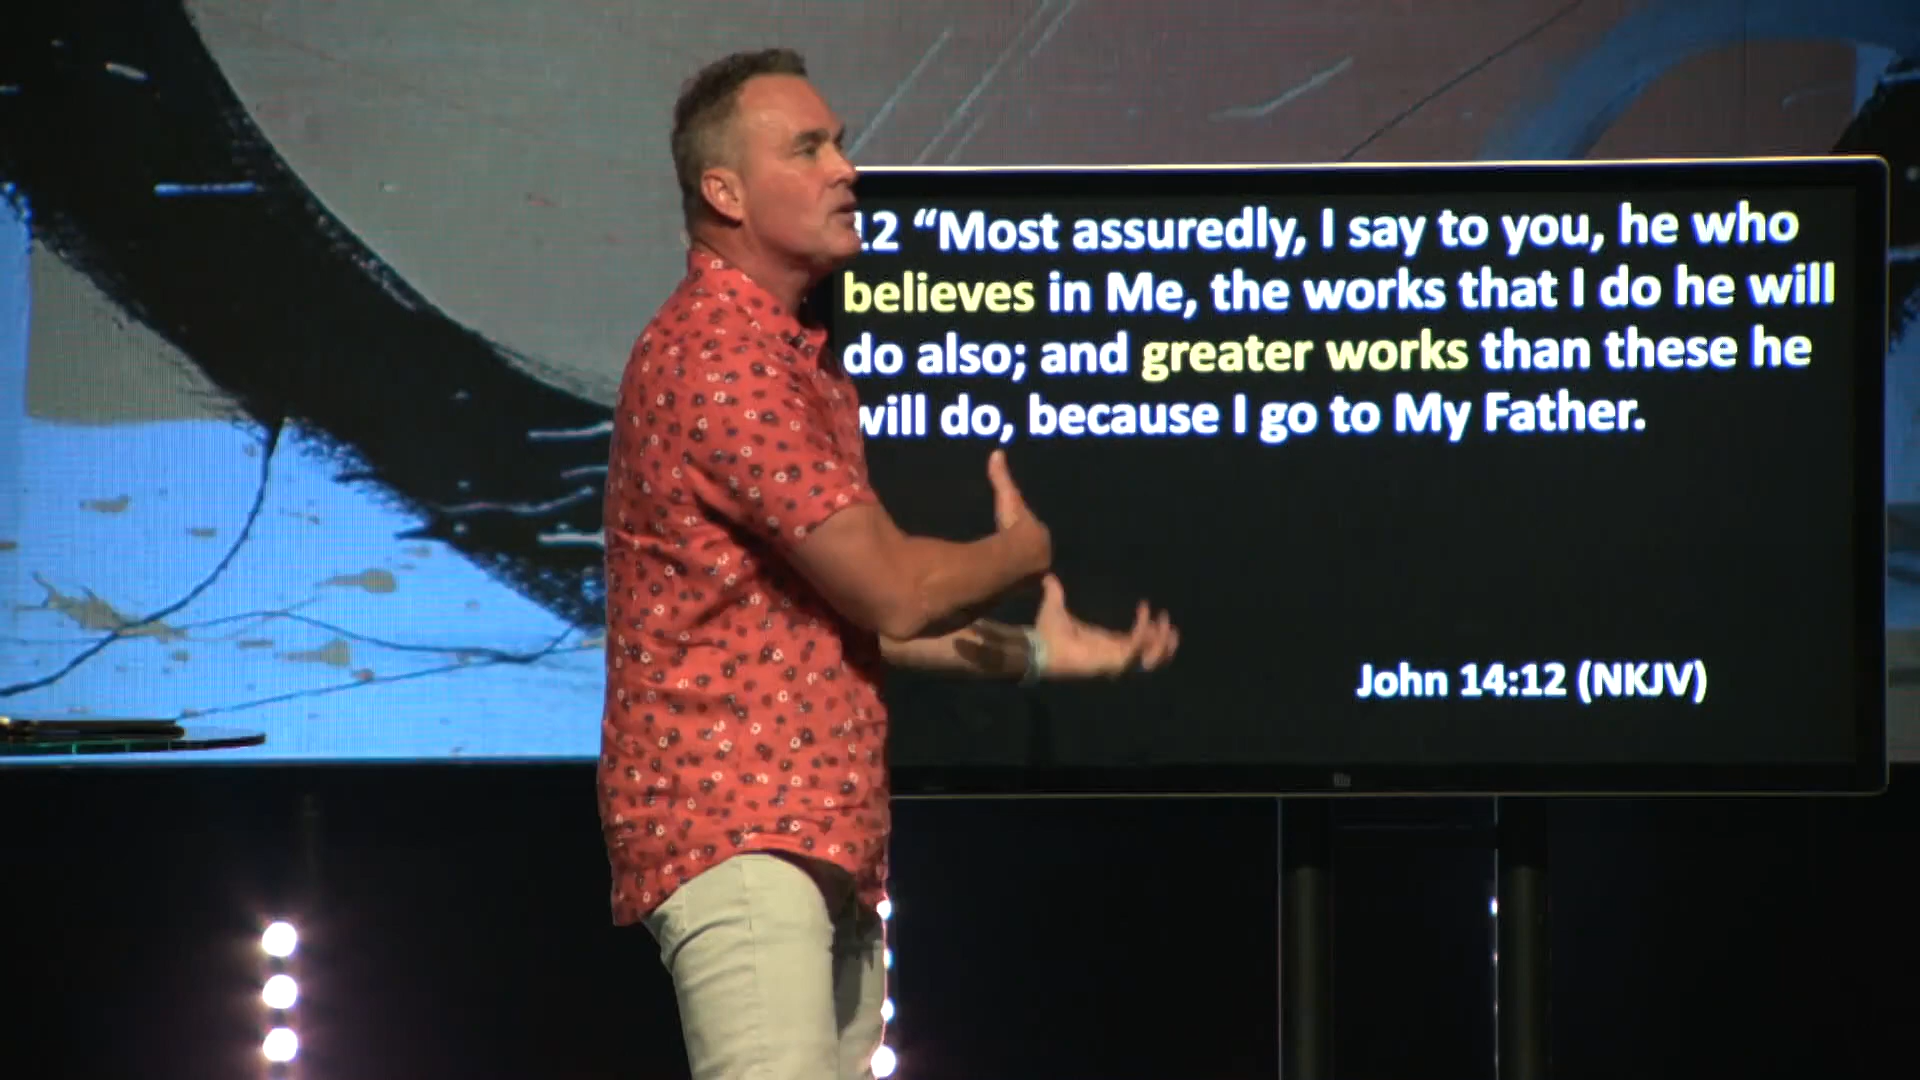 12 “Most assuredly, I say to you, he who
believes in Me, the works that I do he will
do also; and greater works than these he
will do, because I go to My Father.
John 14:12 (NKJV)